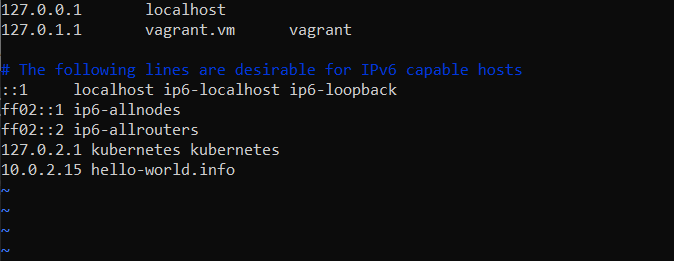 127.0.0.1       localhost
127.0.1.1       vagrant.vm      vagrant
# The following lines are desirable for IPv6 capable hosts
::1     localhost ip6-localhost ip6-loopback
ff02::1 ip6-allnodes
ff02::2 ip6-allrouters
127.0.2.1 kubernetes kubernetes
10.0.2.15 hello-world.info
~
~
~
~